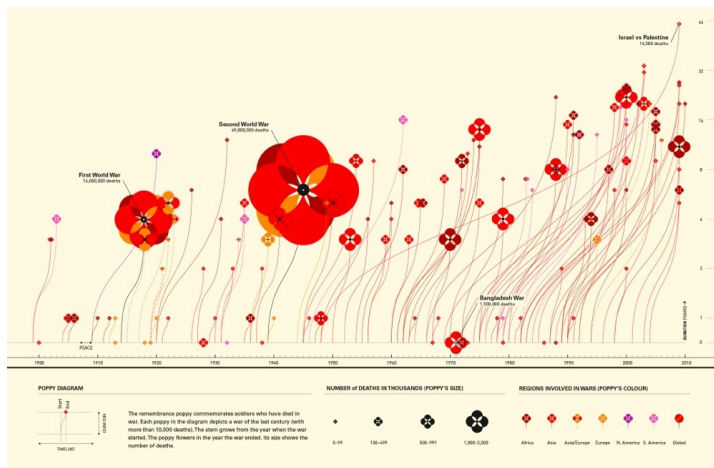 Israel vs Palestine
14,000 deaths
64
32
Second World War
65,800,000 deaths
16
First World War
14,000,000 deaths
8
4
2
Bangladesh War
1,500,000 deaths
DURATION (YEARS)
1
0
PEACE
1900 1910 1920 1930 1940 1950 1960 1970 1980 1990 2000 2010
POPPY DIAGRAM
Start
End
DURATION
TIMELINE
The remembrance poppy commemorates soldiers who have died in
war. Each poppy in the diagram depicts a war of the last century (with
more than 10,000 deaths). The stem grows from the year when the war
started. The poppy flowers in the year the war ended. Its size shows the
number of deaths.
NUMBER of DEATHS IN THOUSANDS (POPPY'S SIZE)
0-99 100-499 500-999 1,000-3,000
REGIONS INVOLVED IN WARS (POPPY'S COLOUR)
Africa Asia Asia/Europe Europe N. America S. America Global